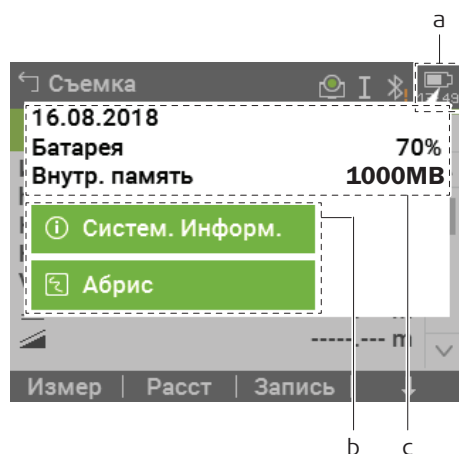 a
Съемка I
16.08.2018
Батарея 70%
Внутр. память 1000MB
Систем. Информ.
Абрис
-----.--- m
Измер | Расст | Запись | ↓
b c